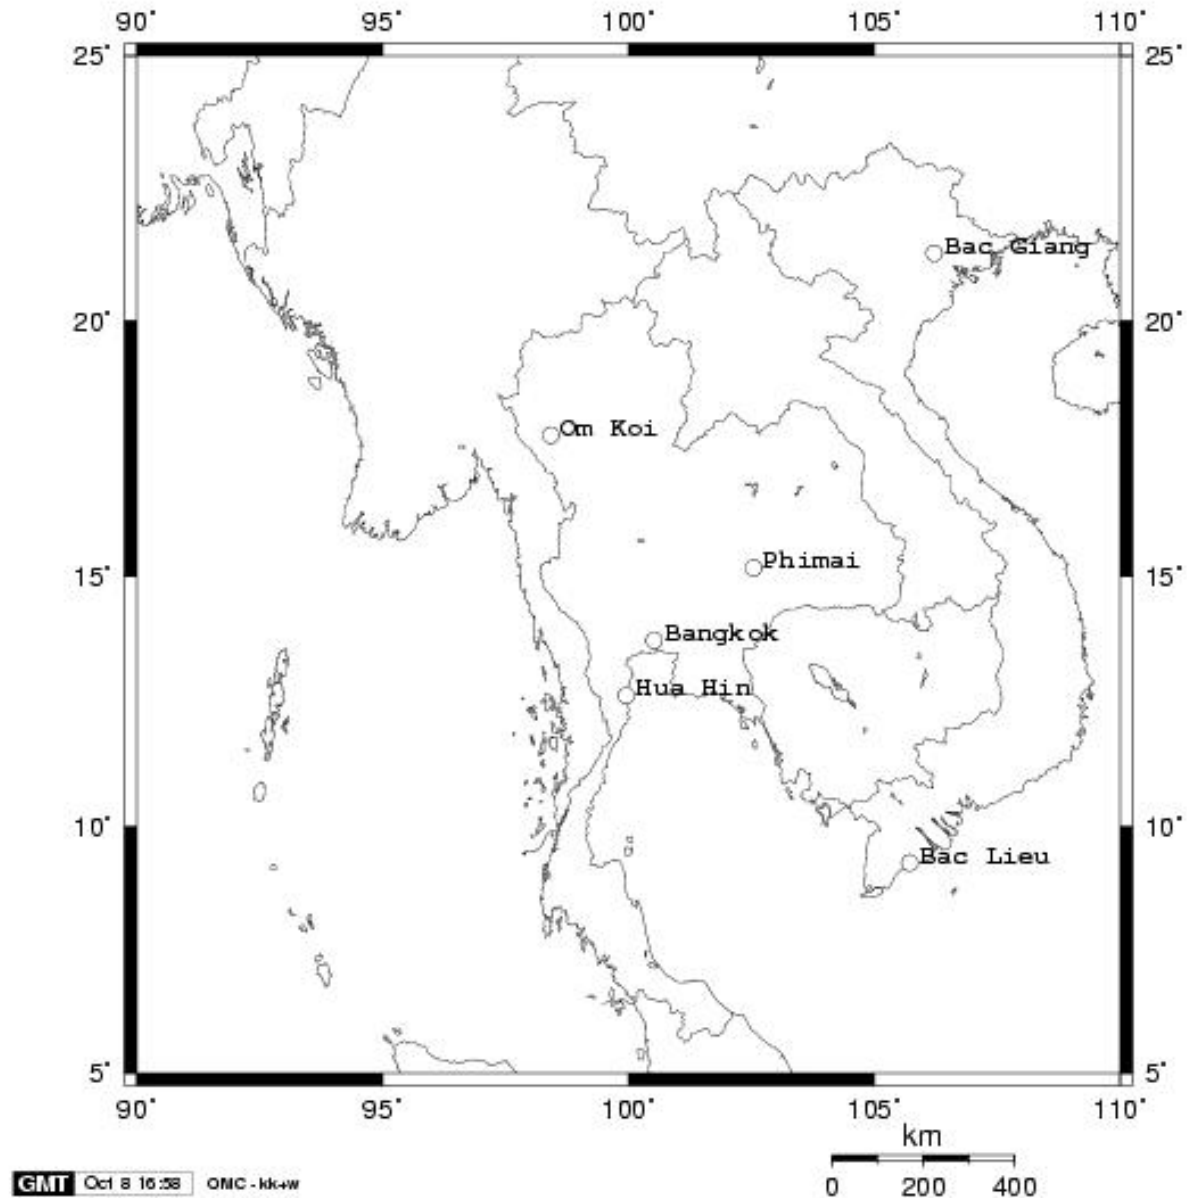 90° 95° 100° 105° 110°
25° 25°
Bac Giang
20° 20°
Om Koi
Phimai
15° 15°
Bangkok
Hua Hin
10° 10°
Bac Lieu
5° 5°
90° 95° 100° 105° 110°
km
0 200 400
GMT Oct 8 16:58 OMC - kk+w